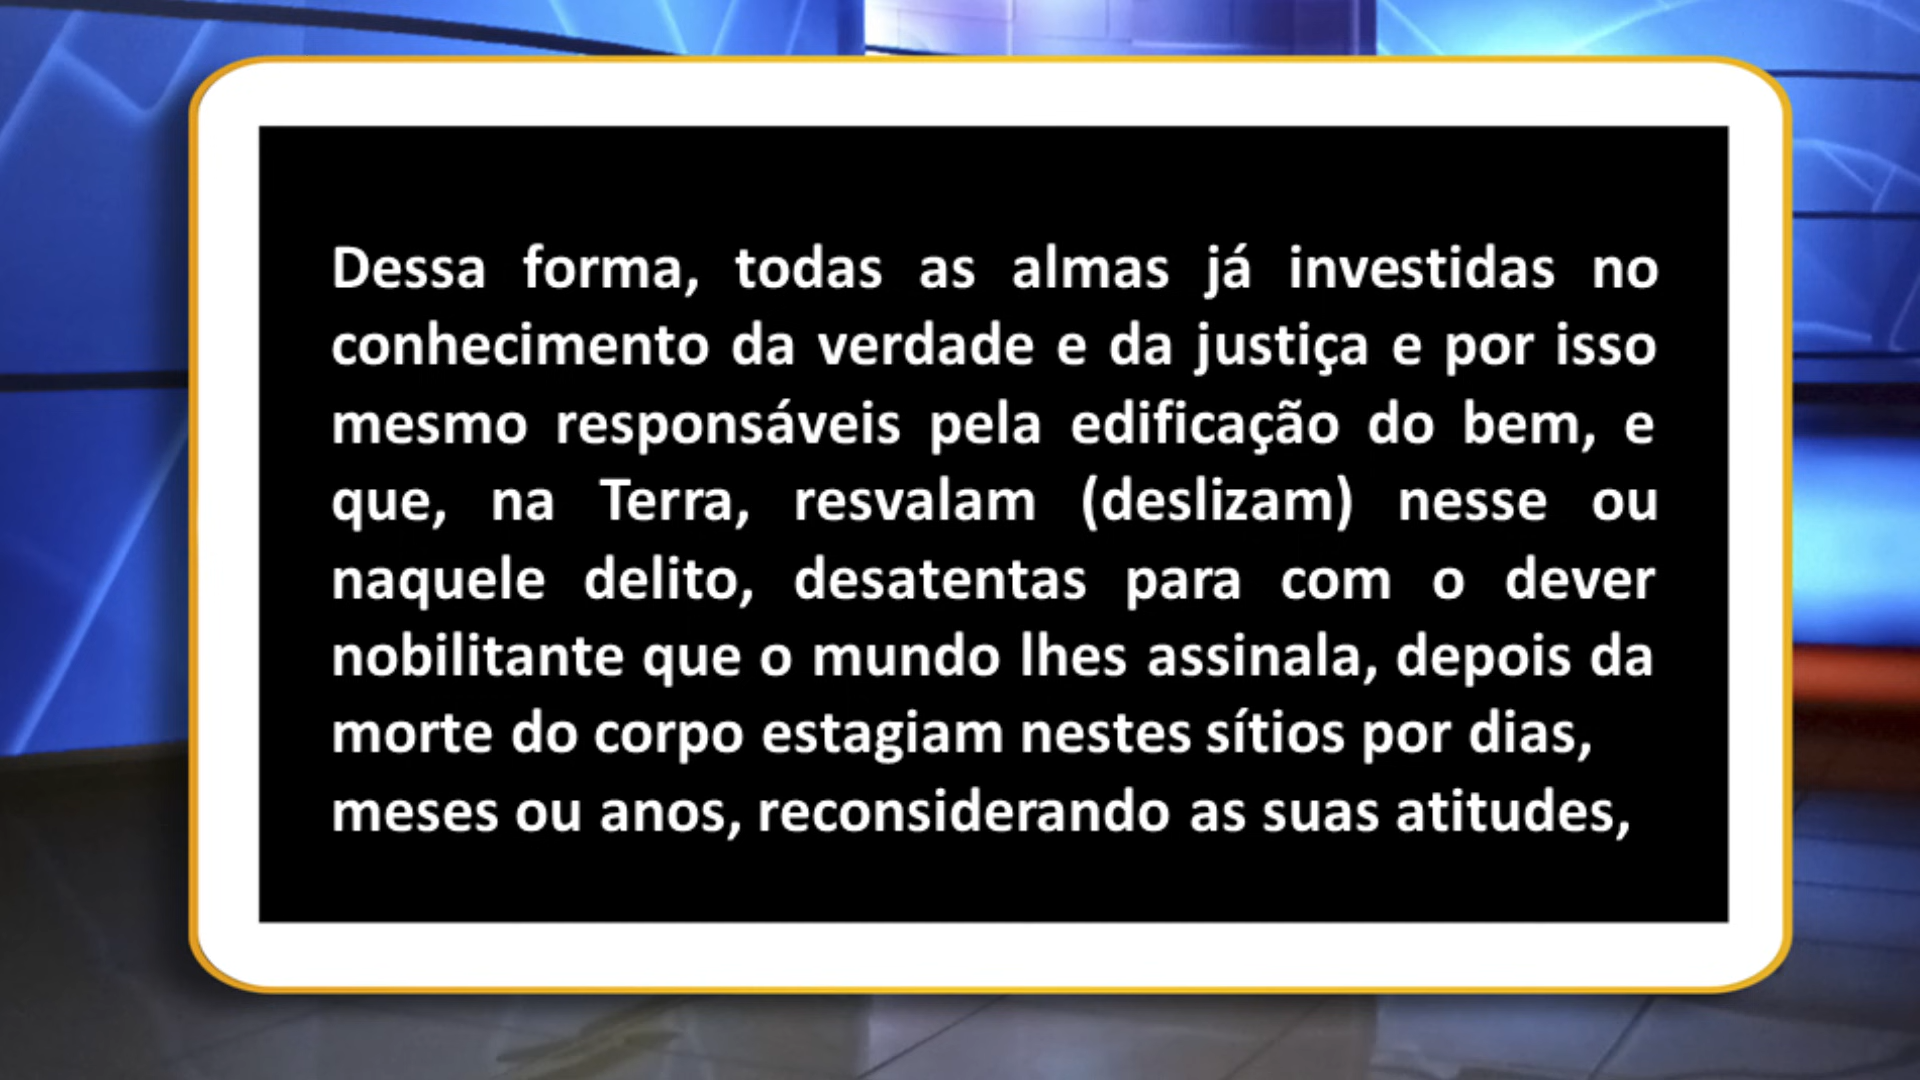 Dessa forma, todas as almas já investidas no
conhecimento da verdade e da justiça e por isso
mesmo responsáveis pela edificação do bem, e
que, na Terra, resvalam (deslizam) nesse ou
naquele delito, desatentas para com o dever
nobilitante que o mundo lhes assinala, depois da
morte do corpo estagiam nestes sítios por dias,
meses ou anos, reconsiderando as suas atitudes,